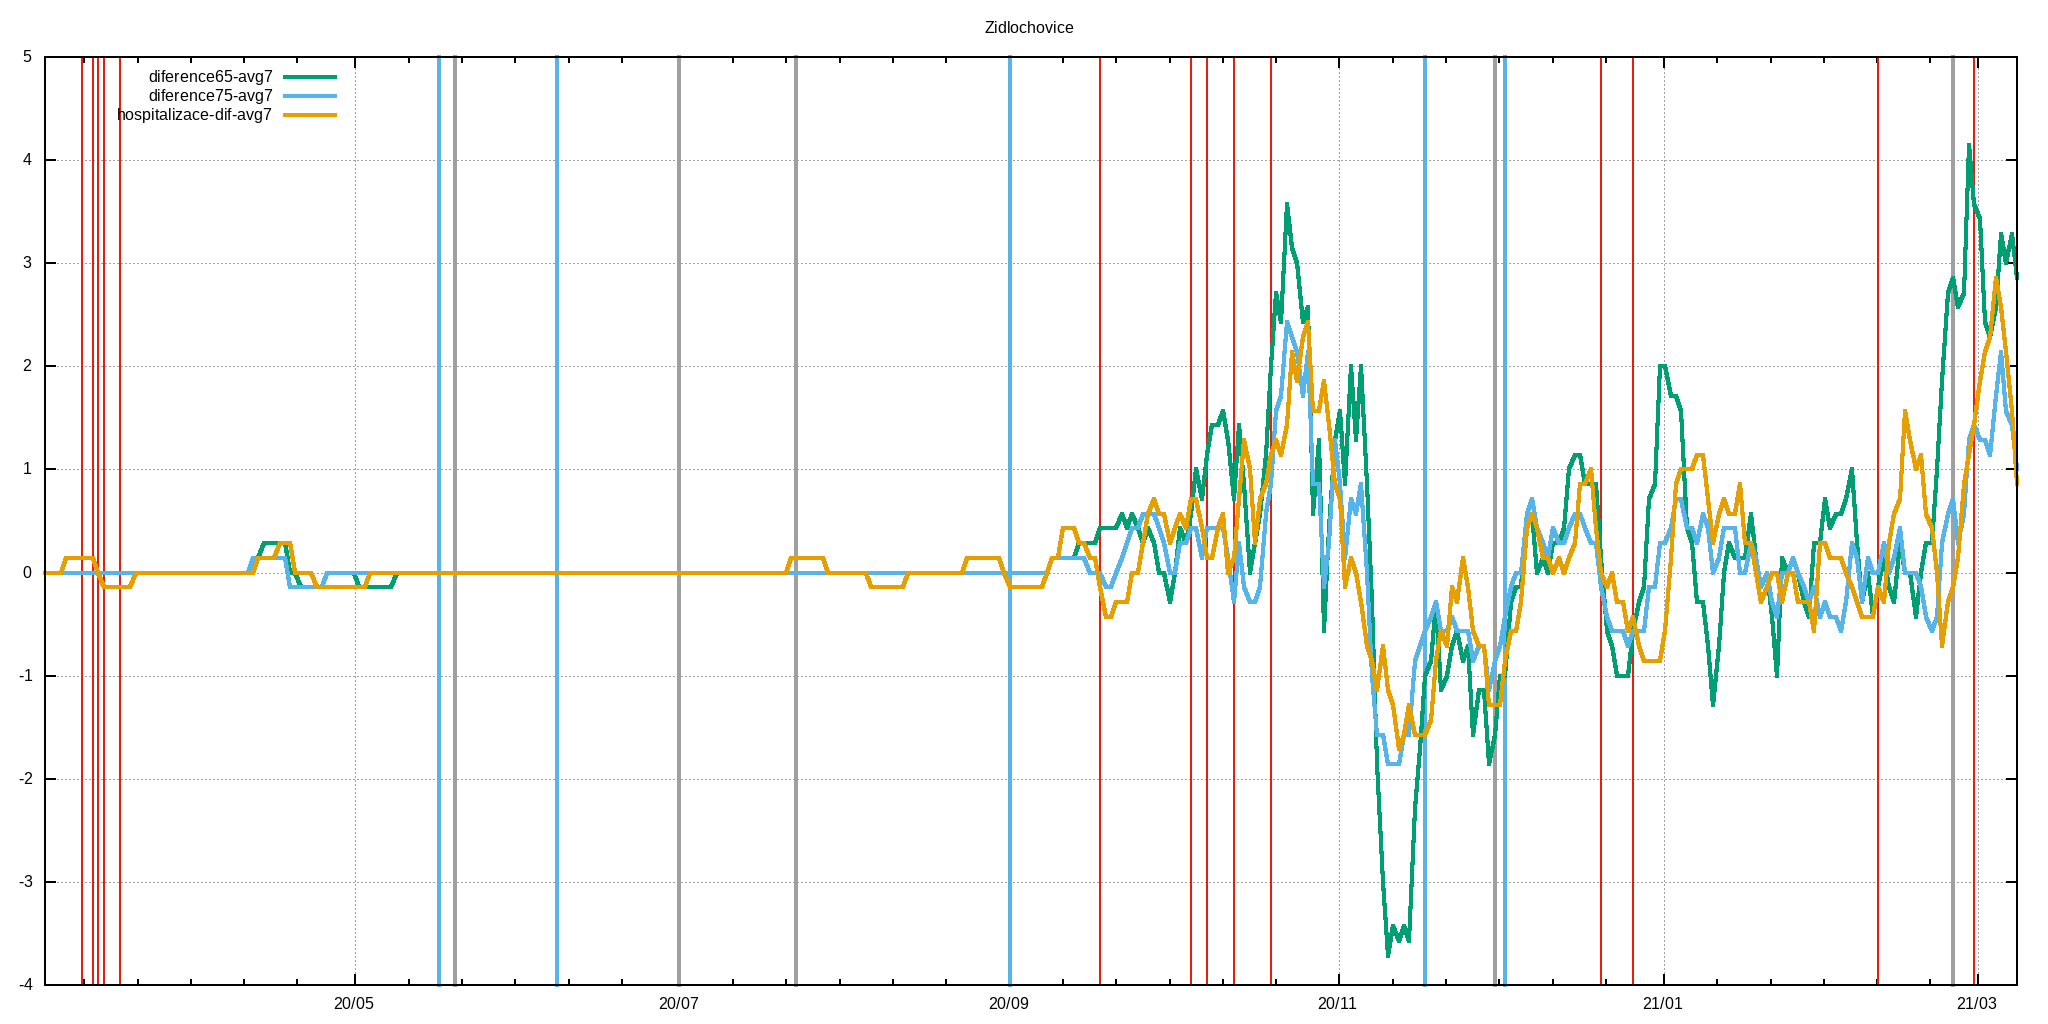 Zidlochovice
5
diference65-avg7
diference75-avg7
hospitalizace-dif-avg7
4
3
2
1
0
-1
-2
-3
-4
20/05 20/07 20/09 20/11 21/01 21/03